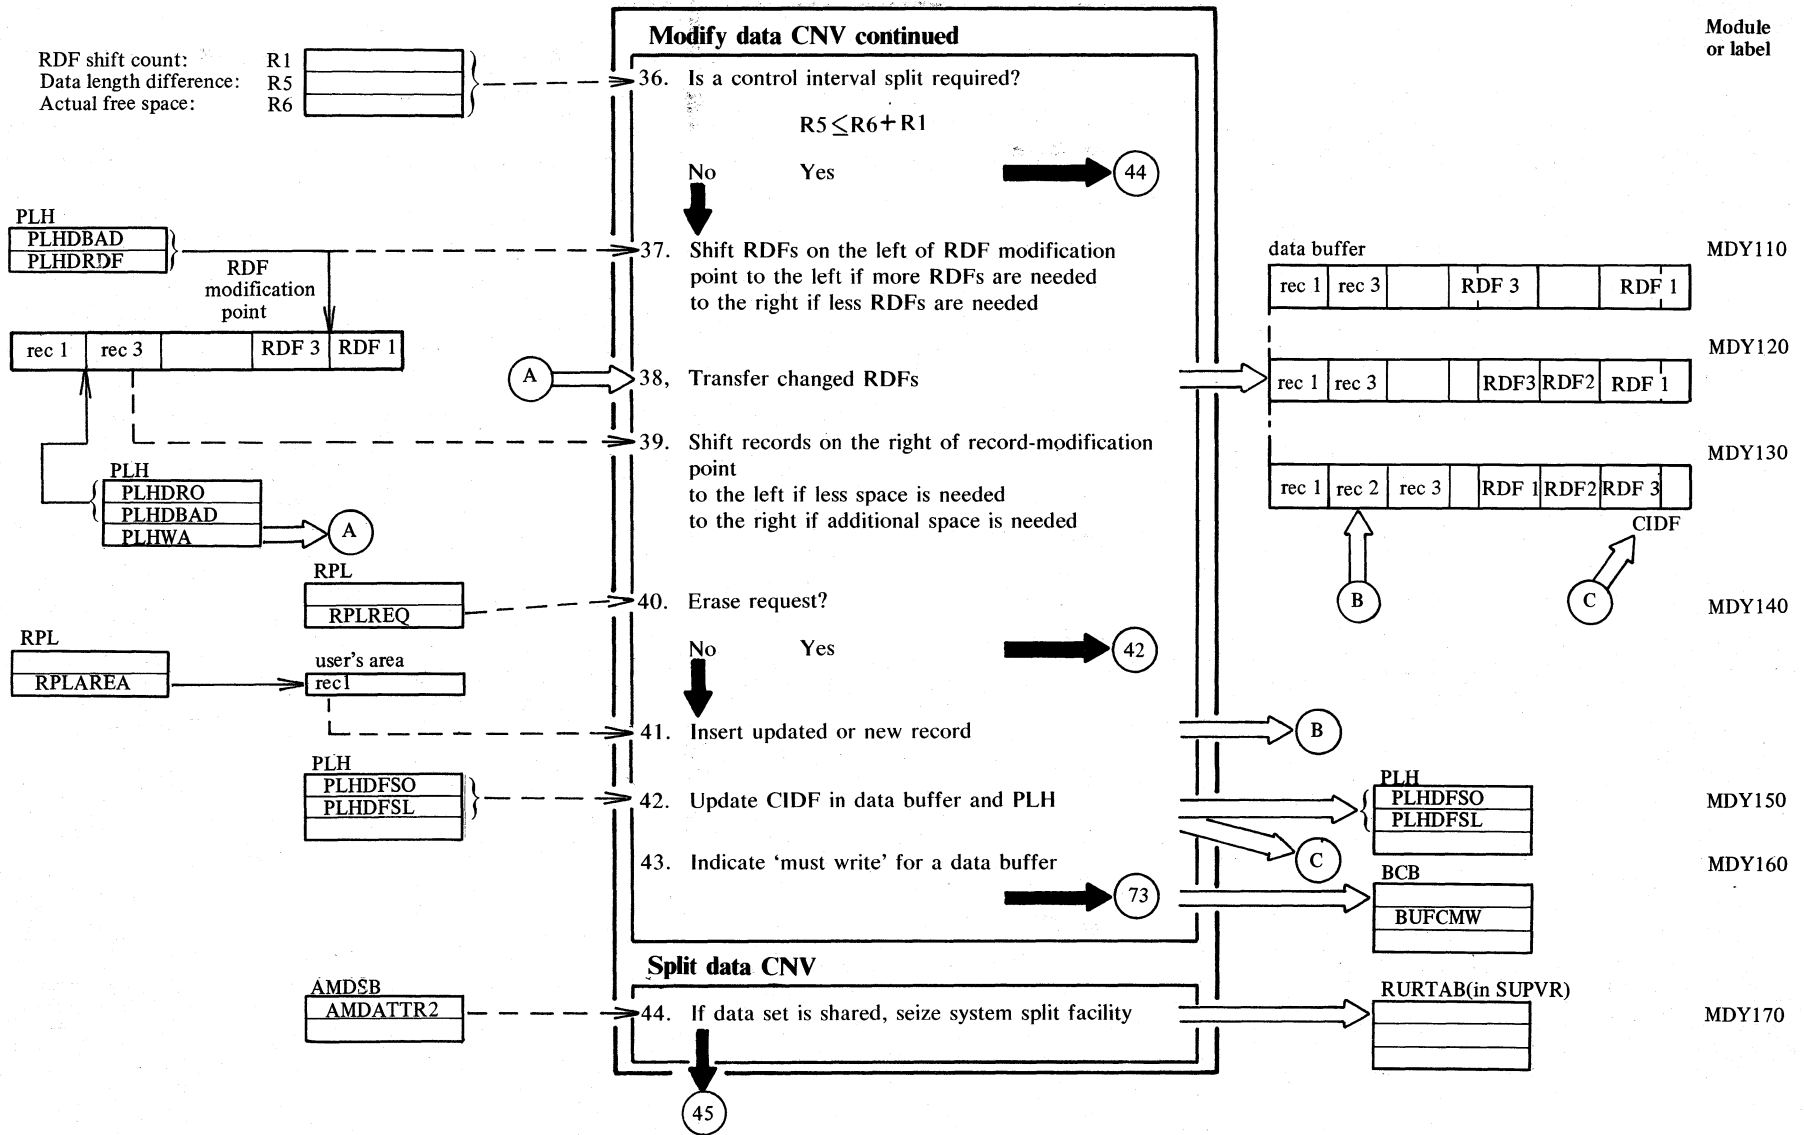 Modify data CNV continued
Module
or label
RDF shift count: R1
Data length difference: R5
Actual free space: R6
36. Is a control interval split required?
R5≤R6+R1
No Yes 44
PLH
PLHDBAD
PLHDRDF
RDF
modification
point
37. Shift RDFs on the left of RDF modification
point to the left if more RDFs are needed
to the right if less RDFs are needed
data buffer
MDY110
rec 1 rec 3 RDF 3 RDF 1
rec 1 rec 3 RDF 3 RDF 1
MDY120
A
38, Transfer changed RDFs
rec 1 rec 3 RDF3 RDF2 RDF 1
39. Shift records on the right of record-modification
point
to the left if less space is needed
to the right if additional space is needed
MDY130
PLH
PLHDRO
PLHDBAD
PLHWA
A
rec 1 rec 2 rec 3 RDF 1 RDF2 RDF 3
CIDF
B
C
RPL
RPLREQ
40. Erase request?
MDY140
No Yes 42
RPL
RPLAREA
user's area
rec1
41. Insert updated or new record
B
PLH
PLHDFSO
PLHDFSL
42. Update CIDF in data buffer and PLH
PLH
PLHDFSO
PLHDFSL
MDY150
C
43. Indicate ‘must write’ for a data buffer
MDY160
73
BCB
BUFCMW
Split data CNV
AMDSB
AMDATTR2
44. If data set is shared, seize system split facility
RURTAB(in SUPVR)
MDY170
45